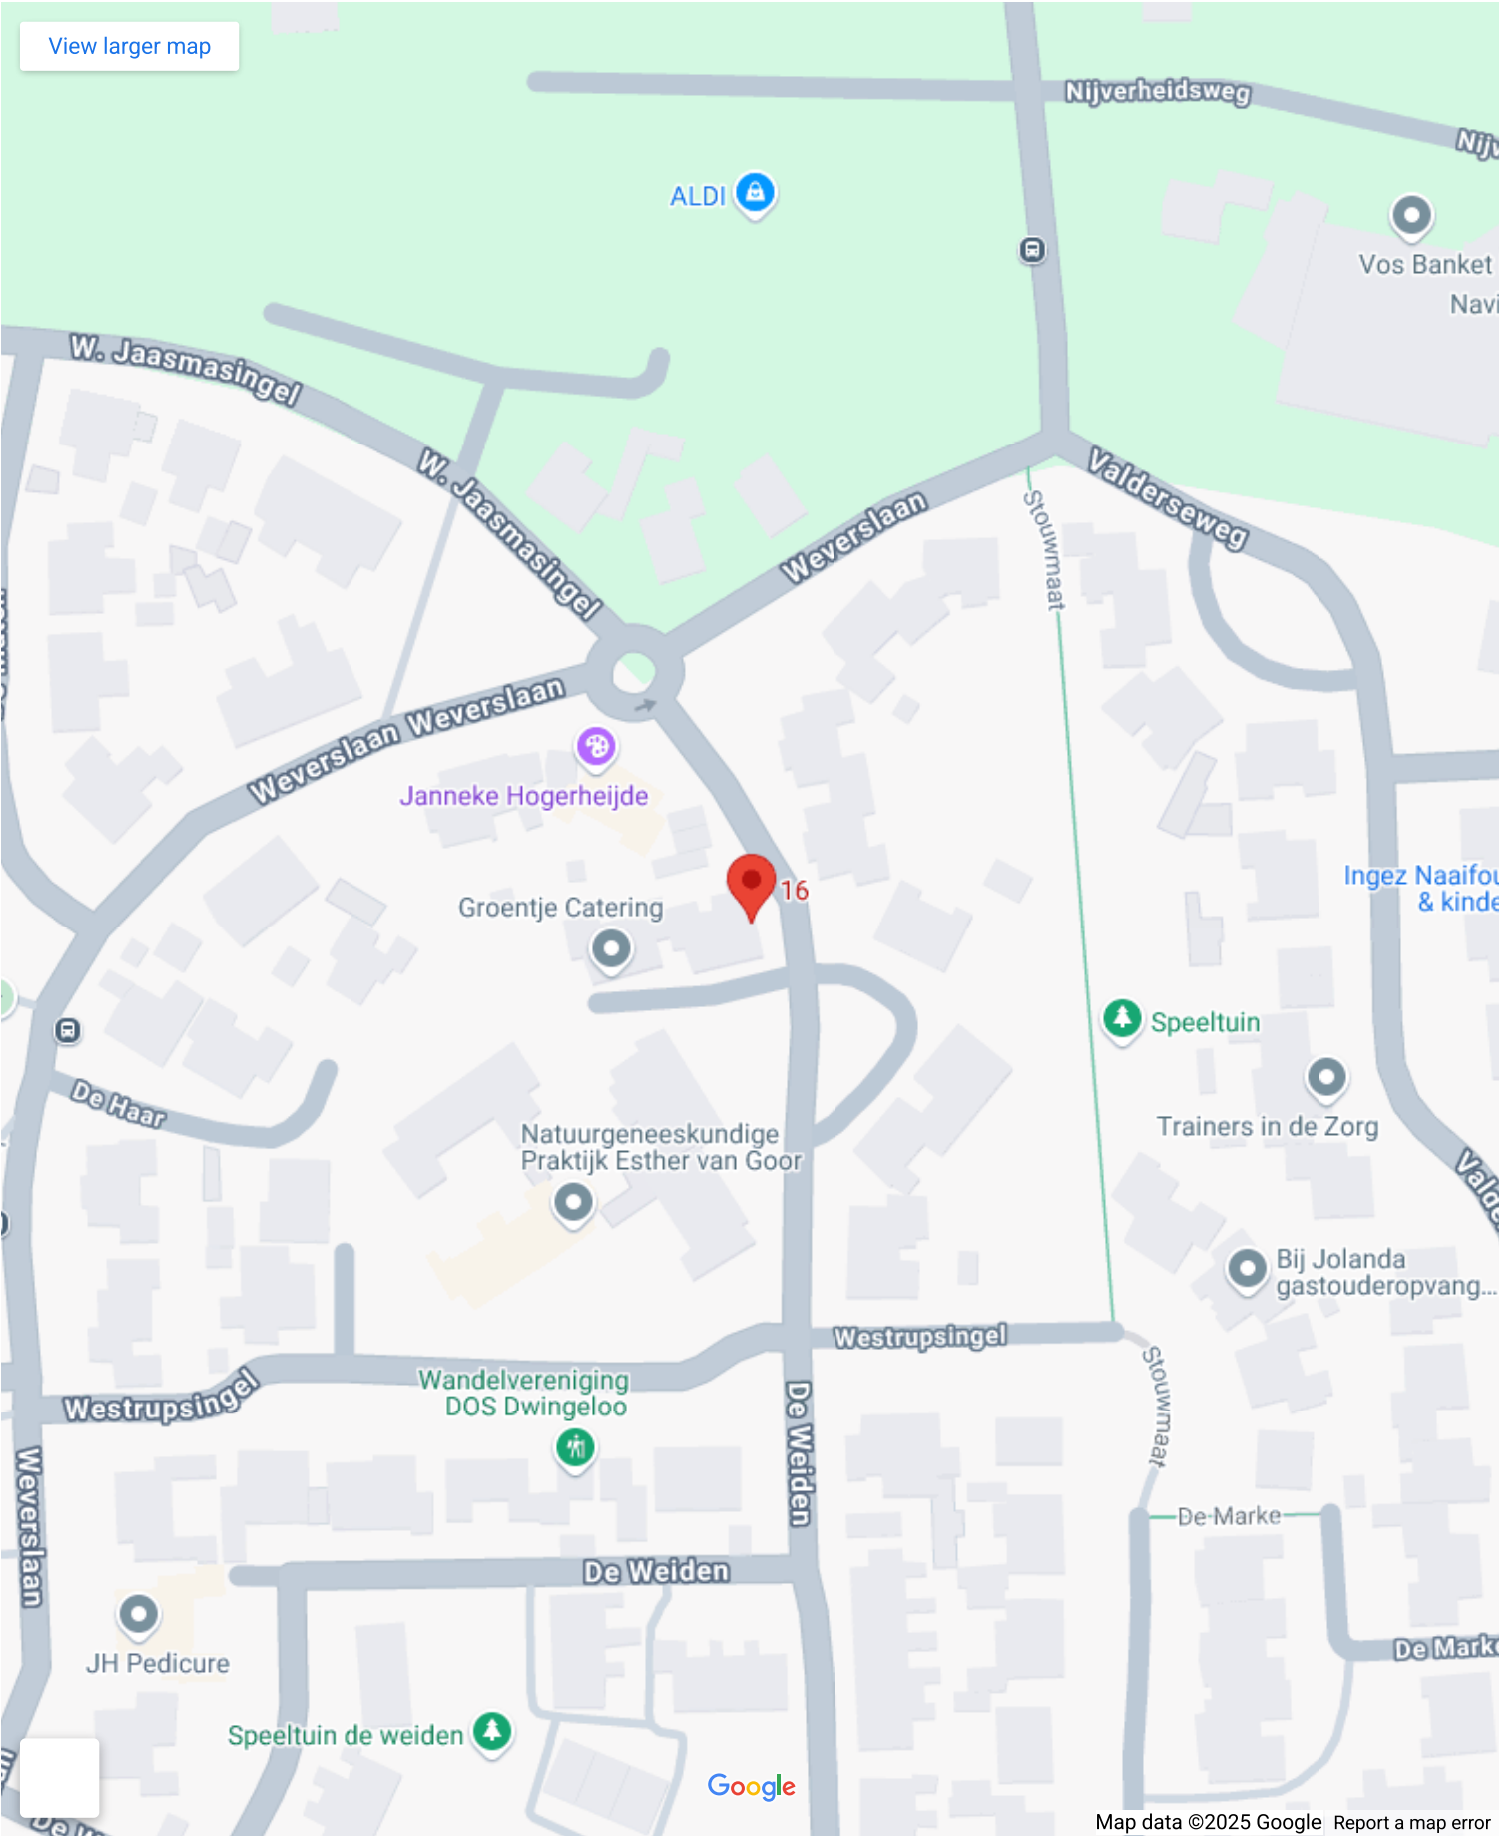 View larger map
Nijverheidsweg
ALDI
Vos Banket
W. Jaasmasingel
W. Jaasmasingel
Valderseweg
Weverslaan
Stouwmaat
Weverslaan
Weverslaan
Janneke Hogerheijde
16
Ingez
& kinde
Groentje Catering
Speeltuin
De Haar
Trainers in de Zorg
Natuurgeneeskundige
Praktijk Esther van Goor
Bij Jolanda
gastouderopvang...
Westrupsingel
Stouwmaat
Wandelvereniging
DOS Dwingeloo
Westrupsingel
De Weiden
Weverslaan
De Marke
De Weiden
De Marke
JH Pedicure
Speeltuin de weiden
Google
Map data ©2025 Google
Report a map error